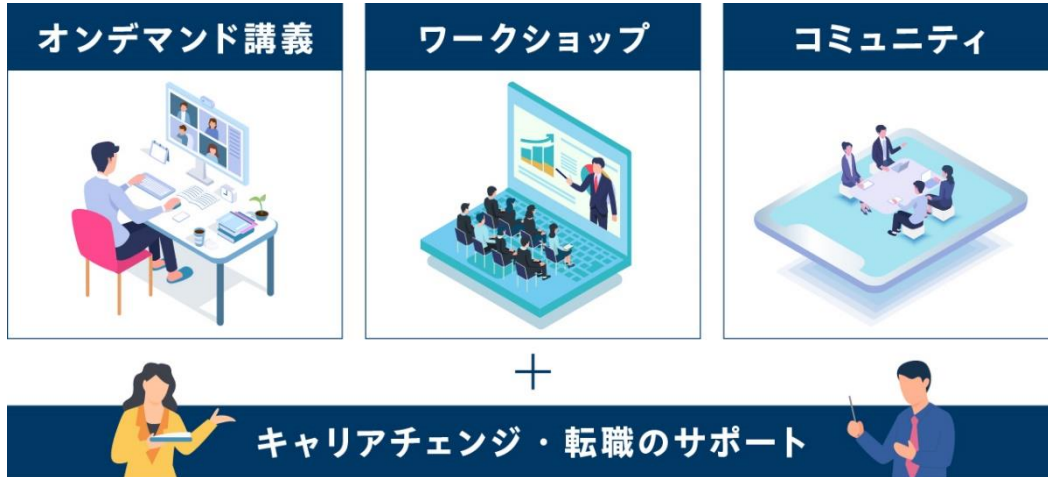 オンデマンド講義
ワークショップ
コミュニティ
+
キャリアチェンジ・転職のサポート